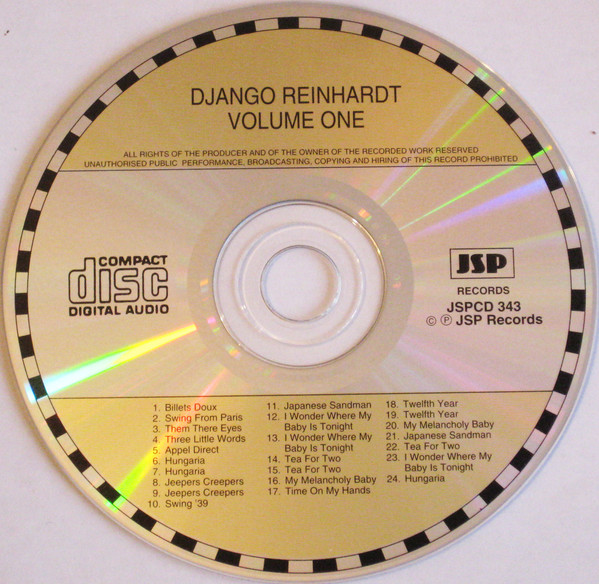 DJANGO REINHARDT
VOLUME ONE
ALL RIGHTS OF THE PRODUCER AND OF THE OWNER OF THE RECORDED WORK RESERVED
UNAUTHORISED PUBLIC PERFORMANCE, BROADCASTING, COPYING AND HIRING OF THIS RECORD PROHIBITED
COMPACT
disc
DIGITAL AUDIO
JSP
RECORDS
JSPCD 343
© ℗ JSP Records
1. Billets Doux
2. Swing From Paris
3. Them There Eyes
4. Three Little Words
5. Appel Direct
6. Hungaria
7. Hungaria
8. Jeepers Creepers
9. Jeepers Creepers
10. Swing '39
11. Japanese Sandman
12. I Wonder Where My
Baby Is Tonight
13. I Wonder Where My
Baby Is Tonight
14. Tea For Two
15. Tea For Two
16. My Melancholy Baby
17. Time On My Hands
18. Twelfth Year
19. Twelfth Year
20. My Melancholy Baby
21. Japanese Sandman
22. Tea For Two
23. I Wonder Where My
Baby Is Tonight
24. Hungaria